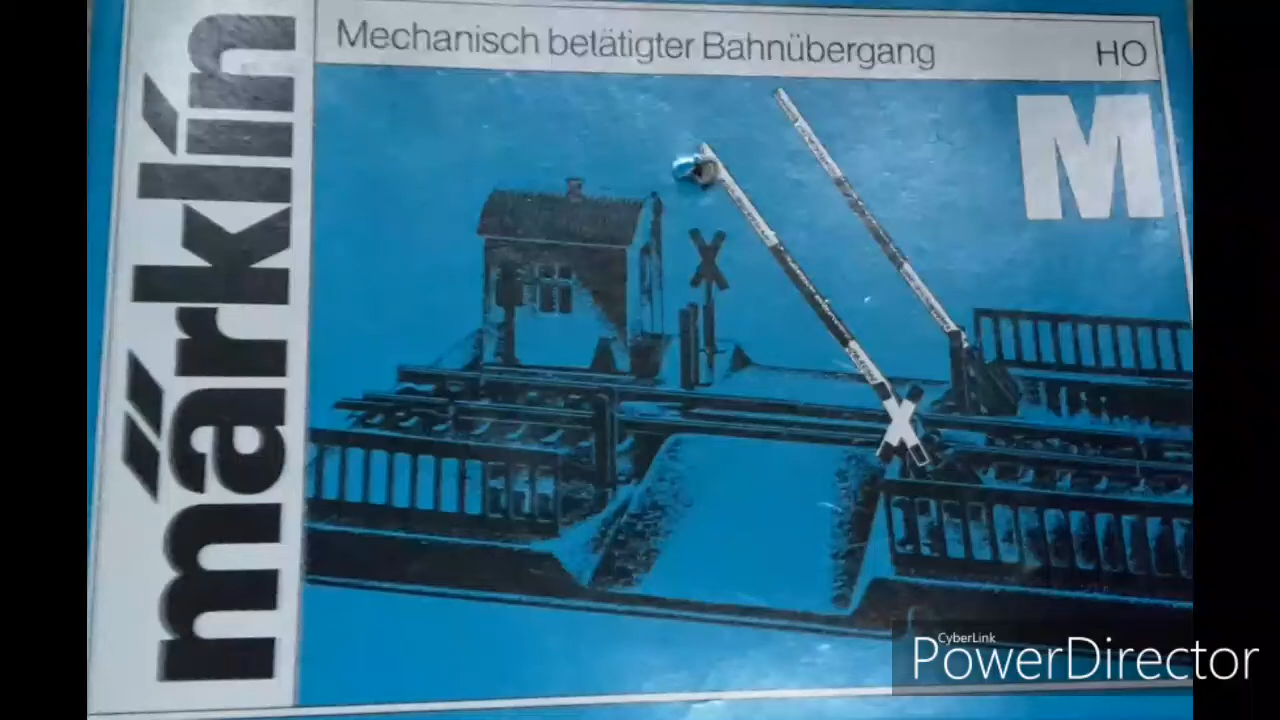 märklin
Mechanisch betätigter Bahnübergang HO
M
CyberLink
PowerDirector